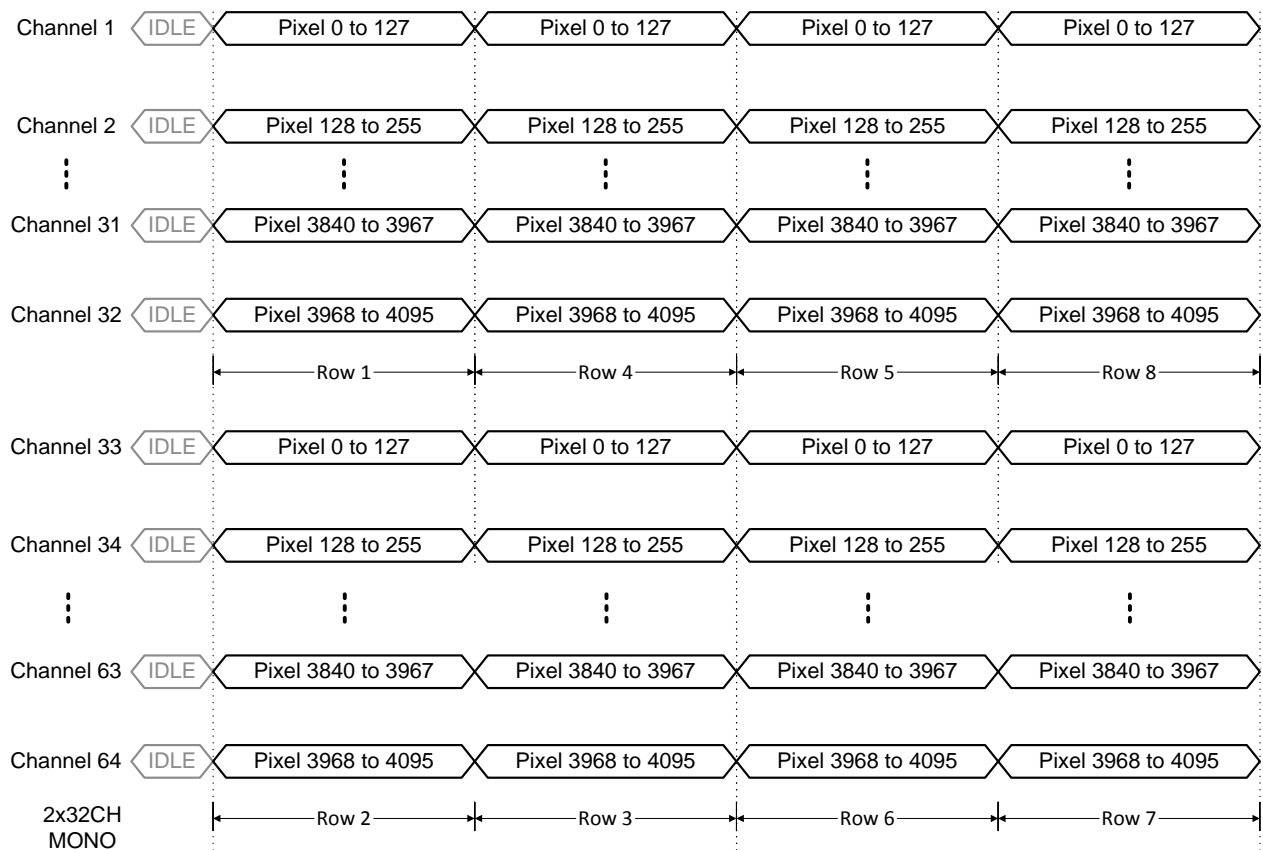 Channel 1 IDLE Pixel 0 to 127 Pixel 0 to 127 Pixel 0 to 127 Pixel 0 to 127
Channel 2 IDLE Pixel 128 to 255 Pixel 128 to 255 Pixel 128 to 255 Pixel 128 to 255
Channel 31 IDLE Pixel 3840 to 3967 Pixel 3840 to 3967 Pixel 3840 to 3967 Pixel 3840 to 3967
Channel 32 IDLE Pixel 3968 to 4095 Pixel 3968 to 4095 Pixel 3968 to 4095 Pixel 3968 to 4095
Row 1 Row 4 Row 5 Row 8
Channel 33 IDLE Pixel 0 to 127 Pixel 0 to 127 Pixel 0 to 127 Pixel 0 to 127
Channel 34 IDLE Pixel 128 to 255 Pixel 128 to 255 Pixel 128 to 255 Pixel 128 to 255
Channel 63 IDLE Pixel 3840 to 3967 Pixel 3840 to 3967 Pixel 3840 to 3967 Pixel 3840 to 3967
Channel 64 IDLE Pixel 3968 to 4095 Pixel 3968 to 4095 Pixel 3968 to 4095 Pixel 3968 to 4095
2x32CH Row 2 Row 3 Row 6 Row 7
MONO